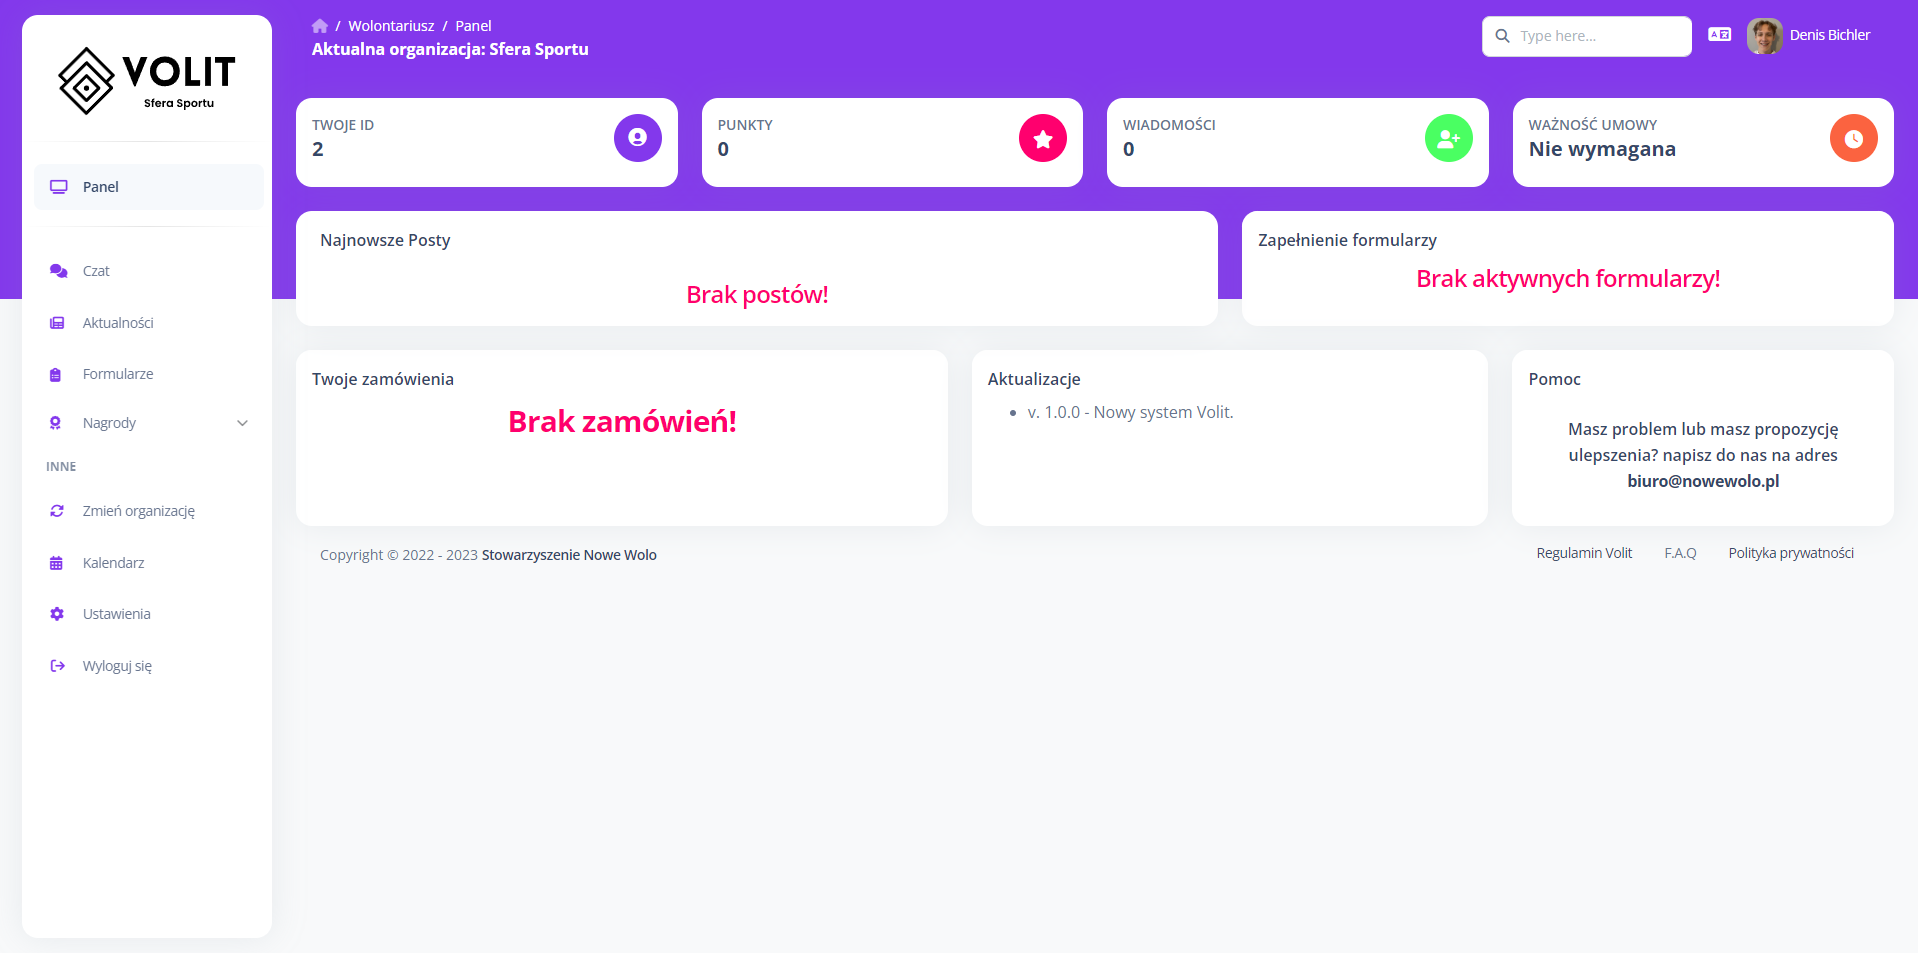 VOLIT
Sfera Sportu
Panel
Czat
Aktualności
Formularze
Nagrody
INNE
Zmień organizację
Kalendarz
Ustawienia
Wyloguj się
/ Wolontariusz / Panel
Aktualna organizacja: Sfera Sportu
Type here...
Denis Bichler
TWOJE ID
2
PUNKTY
0
WIADOMOŚCI
0
WAŻNOŚĆ UMOWY
Nie wymagana
Najnowsze Posty
Brak postów!
Zapełnienie formularzy
Brak aktywnych formularzy!
Twoje zamówienia
Brak zamówień!
Aktualizacje
• v. 1.0.0 - Nowy system Volit.
Pomoc
Masz problem lub masz propozycję
ulepszenia? napisz do nas na adres
biuro@nowewolo.pl
Copyright © 2022 - 2023 Stowarzyszenie Nowe Wolo
Regulamin Volit
F.A.Q
Polityka prywatności